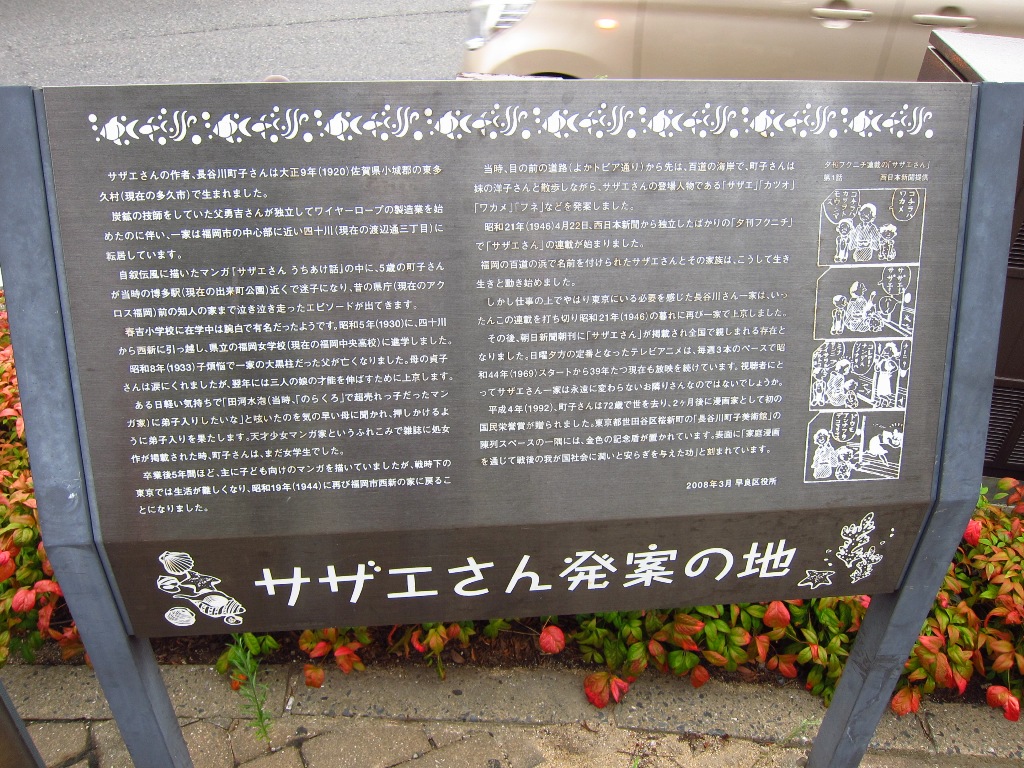 サザエさんの作者、長谷川町子さんは大正9年(1920)佐賀県小城郡の東多
久村(現在の多久市)で生まれました。
炭鉱の技師をしていた父勇吉さんが独立してワイヤーロープの製造業を始
めたのに伴い、一家は福岡市の中心部に近い四十川(現在の渡辺通三丁目)に
転居しています。
自叙伝風に描いたマンガ「サザエさん うちあけ話」の中に、5歳の町子さん
が当時の博多駅(現在の出来町公園)近くで迷子になり、昔の県庁(現在のアク
ロス福岡)前の知人の家まで泣き泣き走ったエピソードが出てきます。
春吉小学校に在学中は腕白で有名だったようです。昭和5年(1930)に、四十川
から西新に引っ越し、県立の福岡女学校(現在の福岡中央高校)に進学しました。
昭和8年(1933)子煩悩で一家の大黒柱だった父が亡くなりました。母の貞子
さんは涙にくれましたが、翌年には三人の娘の才能を伸ばすために上京します。
ある日軽い気持ちで「田河水泡(当時、「のらくろ」で超売れっ子だったマン
ガ家)に弟子入りしたいな」と呟いたのを気の早い母に聞かれ、押しかけるよ
うに弟子入りを果たします。天才少女マンガ家というふれこみで雑誌に処女
作が掲載された時、町子さんは、まだ女学生でした。
卒業後5年間ほど、主に子ども向けのマンガを描いていましたが、戦時下の
東京では生活が難しくなり、昭和19年(1944)に再び福岡市西新の家に戻るこ
とになりました。
当時、目の前の道路(よかトピア通り)から先は、百道の海岸で、町子さんは
妹の洋子さんと散歩しながら、サザエさんの登場人物である「サザエ」「カツオ」
「ワカメ」「フネ」などを発案しました。
昭和21年(1946)4月22日、西日本新聞から独立したばかりの「夕刊フクニチ」
で「サザエさん」の連載が始まりました。
福岡の百道の浜で名前を付けられたサザエさんとその家族は、こうして生き
生きと動き始めました。
しかし仕事の上でやはり東京にいる必要を感じた長谷川さん一家は、いっ
たんこの連載を打ち切り昭和21年(1946)の暮れに再び一家で上京しました。
その後、朝日新聞朝刊に「サザエさん」が掲載され全国で親しまれる存在と
なりました。日曜夕方の定番となったテレビアニメは、毎週3本のペースで昭
和44年(1969)スタートから39年たつ現在も放映を続けています。視聴者にと
ってサザエさん一家は永遠に変わらないお隣りさんなのではないでしょうか。
平成4年(1992)、町子さんは72歳で世を去り、2ヶ月後に漫画家として初の
国民栄誉賞が贈られました。東京都世田谷区桜新町の「長谷川町子美術館」の
陳列スペースの一隅には、金色の記念盾が置かれています。表面に「家庭漫画
を通じて戦後の我が国社会に潤いと安らぎを与えた功」と刻まれています。
2008年3月 早良区役所
夕刊フクニチ連載の「サザエさん」
第1話 西日本新聞提供
コチラ
ワカメ
サザエさん発案の地